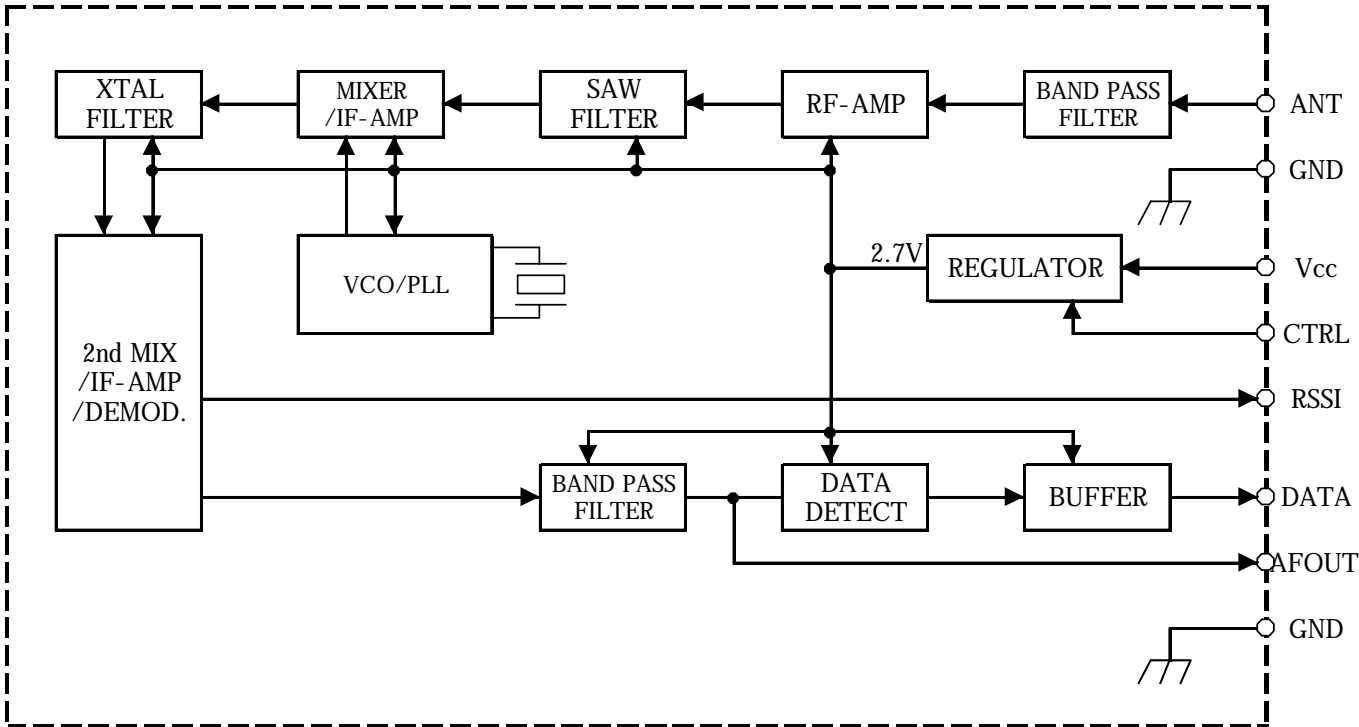 XTAL
FILTER
MIXER
/IF-AMP
SAW
FILTER
RF-AMP
BAND PASS
FILTER
ANT
GND
2.7V
REGULATOR
Vcc
VCO/PLL
CTRL
2nd MIX
/IF-AMP
/DEMOD.
RSSI
BAND PASS
FILTER
DATA
DETECT
BUFFER
DATA
AFOUT
GND